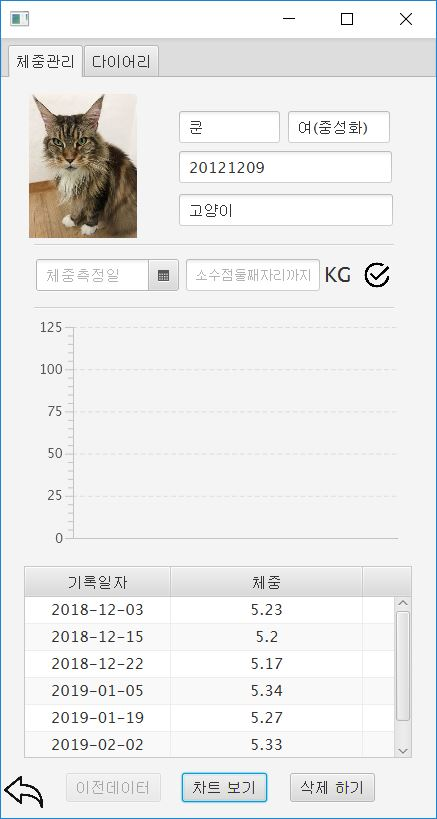 체중관리 다이어리
쿤 여(중성화)
20121209
고양이
체중측정일 소수점둘째자리까지 KG
125
100
75
50
25
0
기록일자 체중
2018-12-03 5.23
2018-12-15 5.2
2018-12-22 5.17
2019-01-05 5.34
2019-01-19 5.27
2019-02-02 5.33
이전데이터 차트 보기 삭제 하기